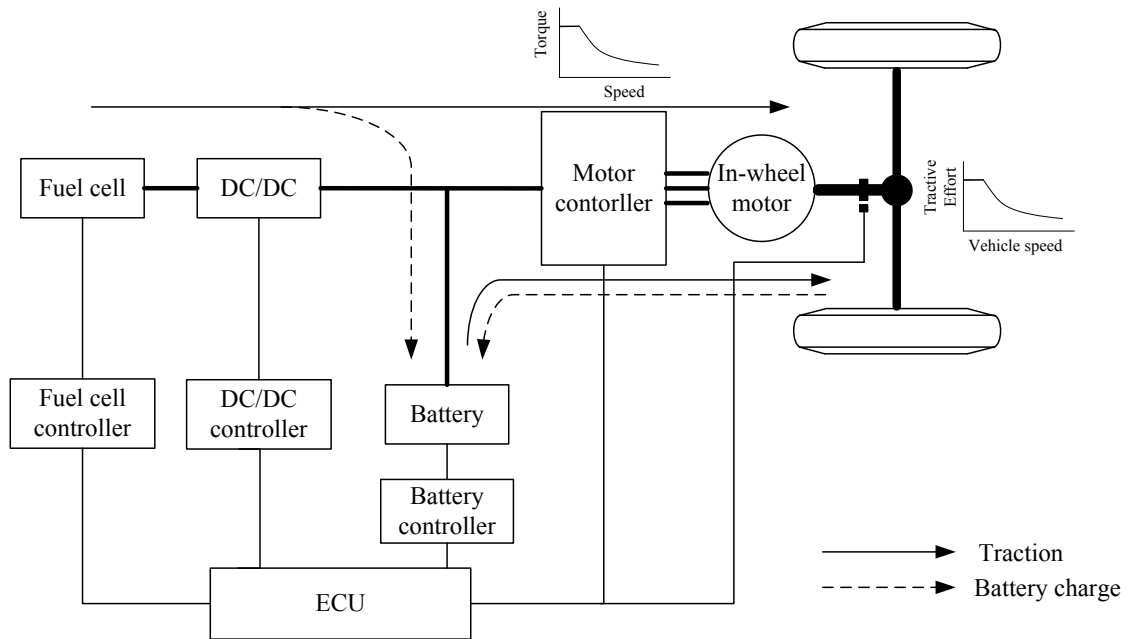 Torque
Speed
Fuel cell
DC/DC
Motor
contorller
In-wheel
motor
Tractive
Effort
Vehicle speed
Fuel cell
controller
DC/DC
controller
Battery
Battery
controller
ECU
Traction
Battery charge